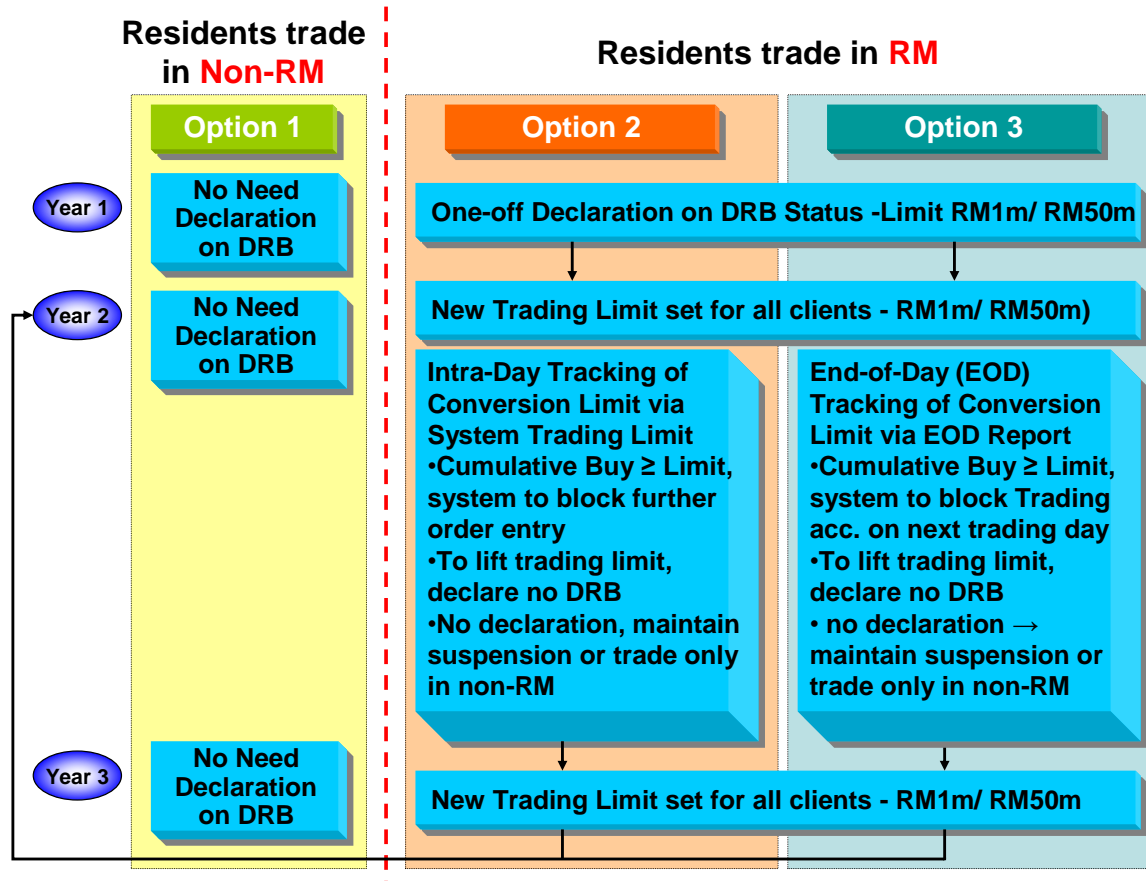 Residents trade
in Non-RM
Residents trade in RM
Option 1
Option 2
Option 3
Year 1
No Need
Declaration
on DRB
One-off Declaration on DRB Status -Limit RM1m/ RM50m
Year 2
No Need
Declaration
on DRB
New Trading Limit set for all clients - RM1m/ RM50m)
Intra-Day Tracking of
Conversion Limit via
System Trading Limit
•Cumulative Buy ≥ Limit,
system to block further
order entry
•To lift trading limit,
declare no DRB
•No declaration, maintain
suspension or trade only
in non-RM
End-of-Day (EOD)
Tracking of Conversion
Limit via EOD Report
•Cumulative Buy ≥ Limit,
system to block Trading
acc. on next trading day
•To lift trading limit,
declare no DRB
• no declaration →
maintain suspension or
trade only in non-RM
Year 3
No Need
Declaration
on DRB
New Trading Limit set for all clients - RM1m/ RM50m